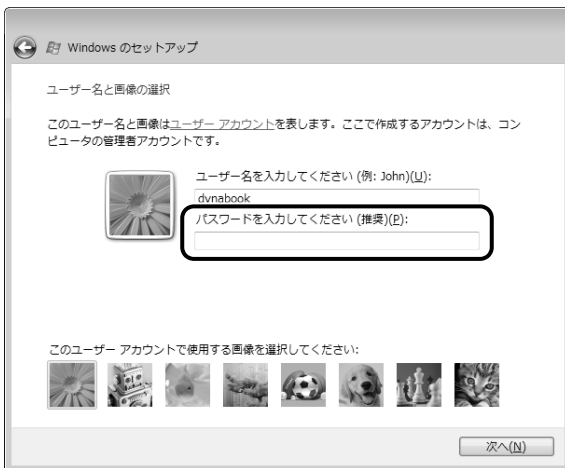 Windows のセットアップ
ユーザー名と画像の選択
このユーザー名と画像はユーザー アカウントを表します。ここで作成するアカウントは、コン
ピュータの管理者アカウントです。
ユーザー名を入力してください (例: John)(U):
dynabook
パスワードを入力してください (推奨)(P):
このユーザー アカウントで使用する画像を選択してください:
次へ(N)